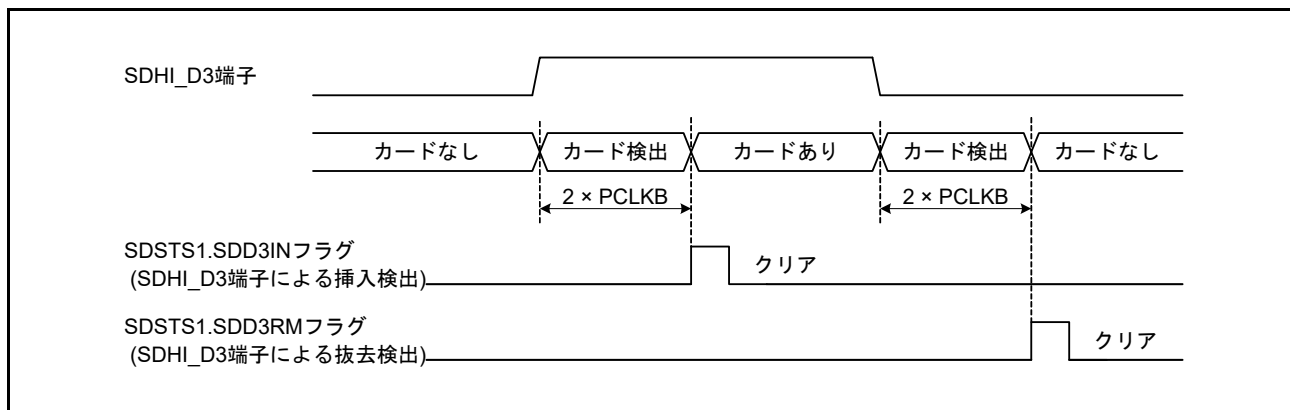 SDHI_D3端子
カードなし カード検出 カードあり カード検出 カードなし
2 × PCLKB 2 × PCLKB
SDSTS1.SDD3INフラグ
(SDHI_D3端子による挿入検出)
クリア
SDSTS1.SDD3RMフラグ
(SDHI_D3端子による抜去検出)
クリア